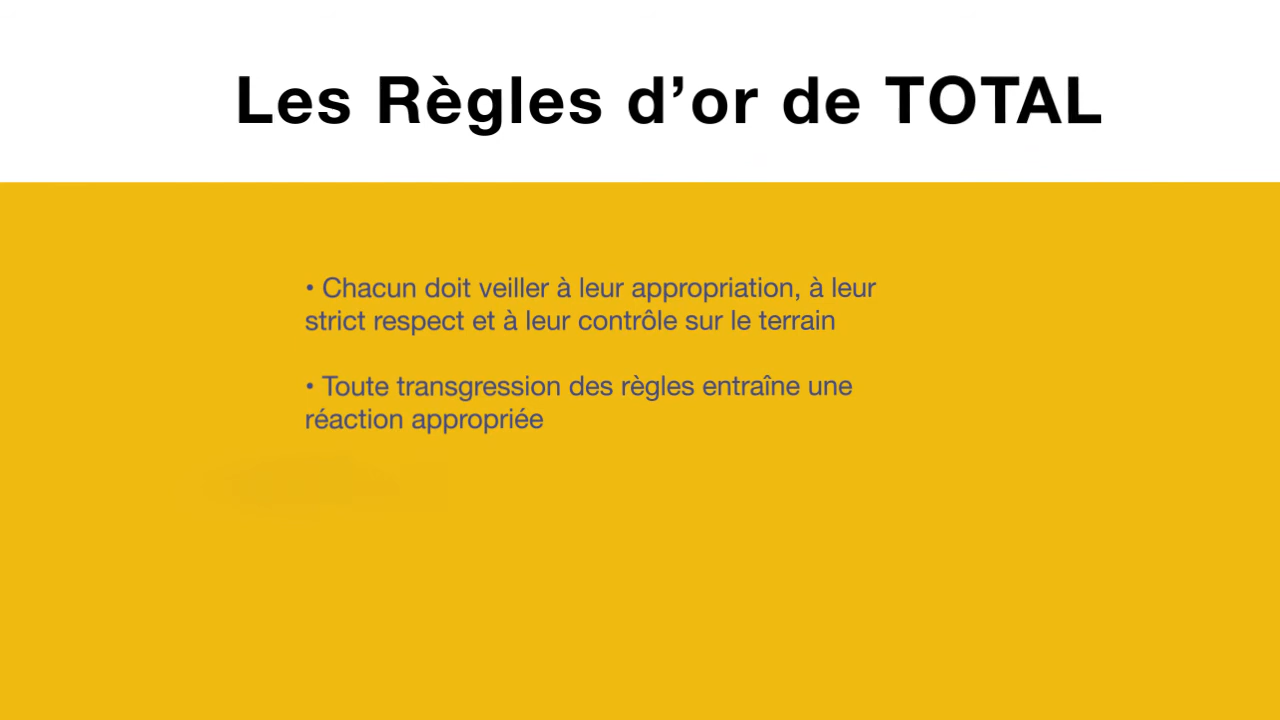 Les Règles d’or de TOTAL
• Chacun doit veiller à leur appropriation, à leur
strict respect et à leur contrôle sur le terrain
• Toute transgression des règles entraîne une
réaction appropriée